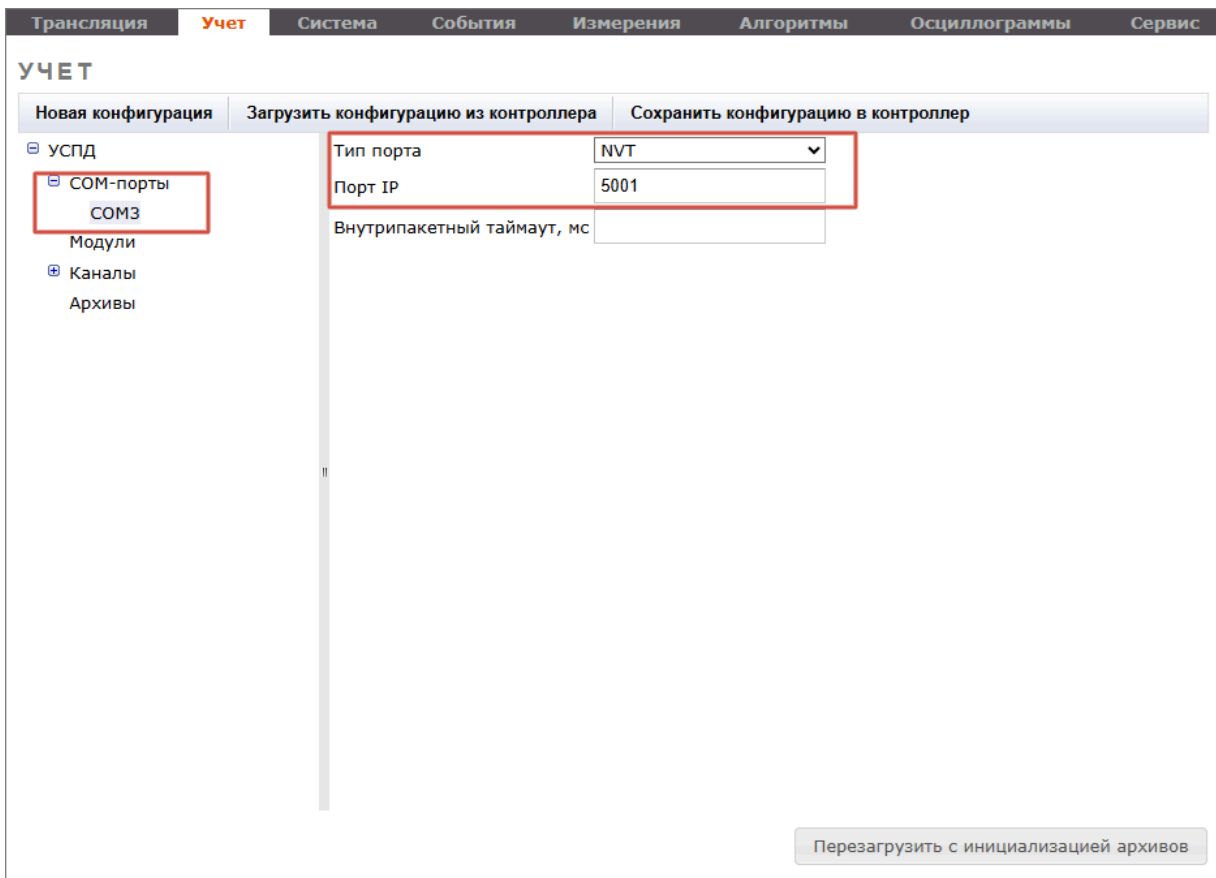 Трансляция Учет Система События Измерения Алгоритмы Осциллограммы Сервис
УЧЕТ
Новая конфигурация Загрузить конфигурацию из контроллера Сохранить конфигурацию в контроллер
УСПД
COM-порты
COM3
Модули
Каналы
Архивы
Тип порта NVT
Порт IP 5001
Внутрипакетный таймаут, мс
Перезагрузить с инициализацией архивов